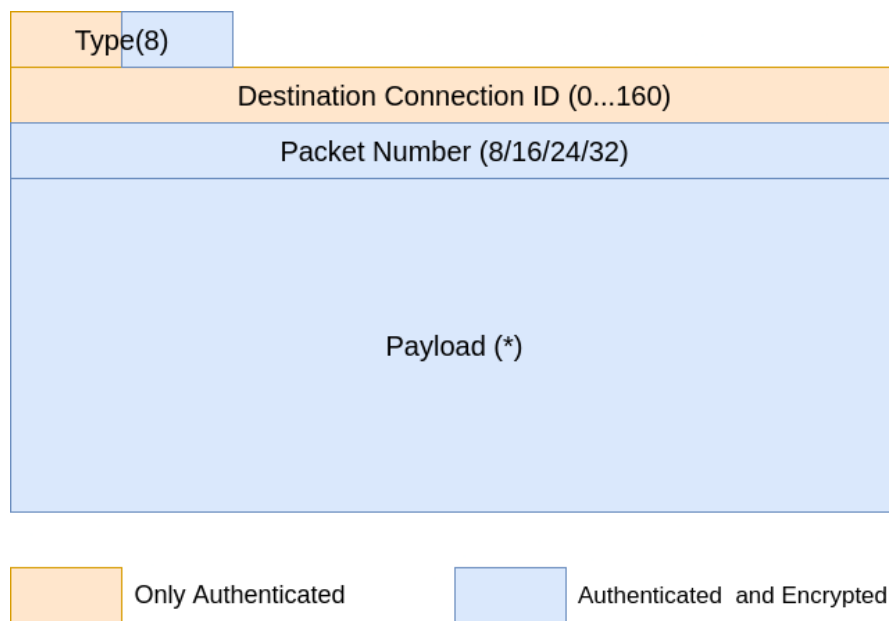 Type(8)
Destination Connection ID (0...160)
Packet Number (8/16/24/32)
Payload (*)
Only Authenticated
Authenticated and Encrypted